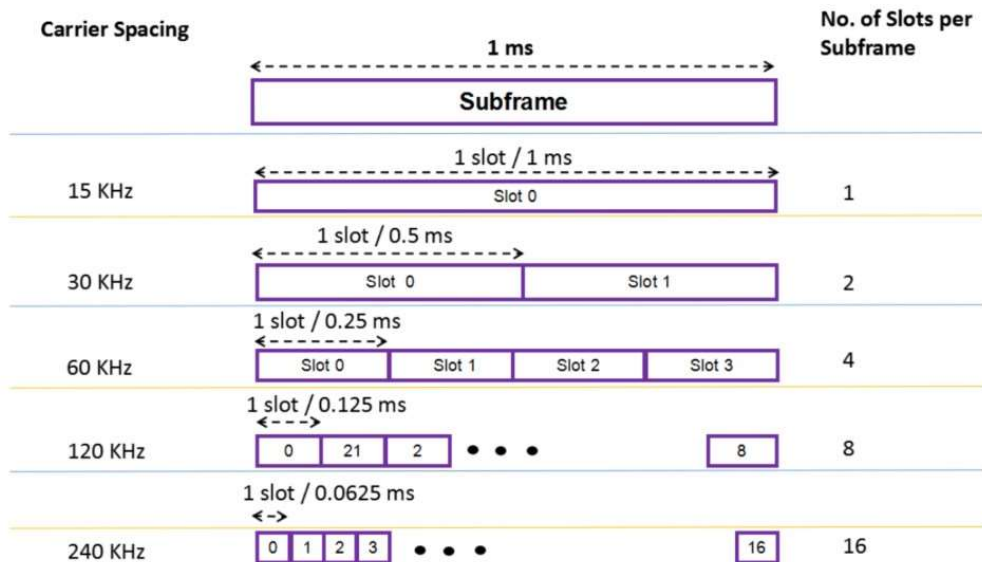 Carrier Spacing
No. of Slots per
Subframe
1 ms
Subframe
1 slot / 1 ms
15 KHz
Slot 0
1
1 slot / 0.5 ms
30 KHz
Slot 0
Slot 1
2
1 slot / 0.25 ms
60 KHz
Slot 0
Slot 1
Slot 2
Slot 3
4
1 slot / 0.125 ms
120 KHz
0
21
2
8
8
1 slot / 0.0625 ms
240 KHz
0
1
2
3
16
16